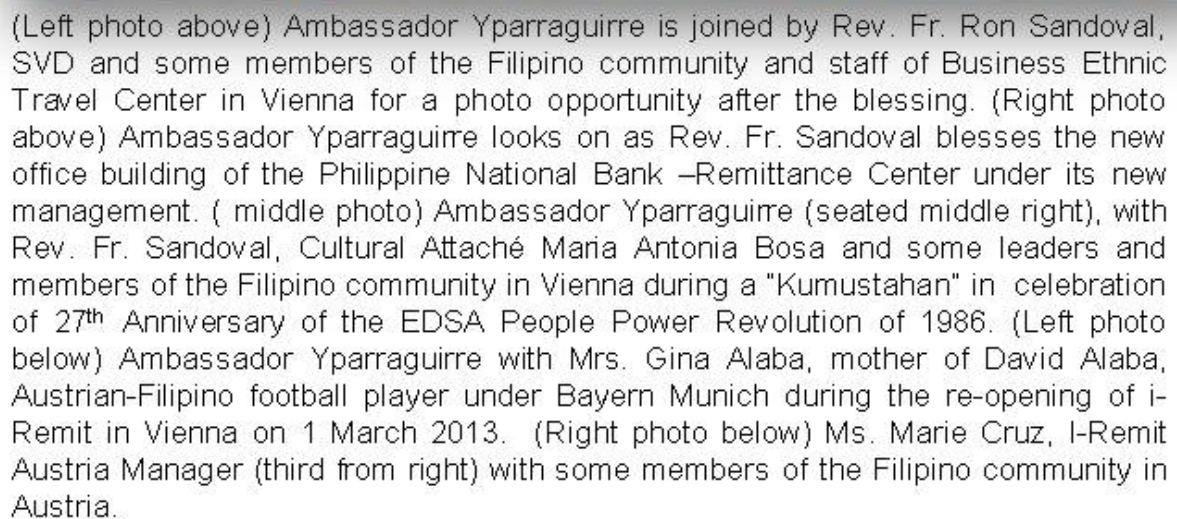 (Left photo above) Ambassador Yparraguirre is joined by Rev. Fr. Ron Sandoval,
SVD and some members of the Filipino community and staff of Business Ethnic
Travel Center in Vienna for a photo opportunity after the blessing. (Right photo
above) Ambassador Yparraguirre looks on as Rev. Fr. Sandoval blesses the new
office building of the Philippine National Bank –Remittance Center under its new
management. ( middle photo) Ambassador Yparraguirre (seated middle right), with
Rev. Fr. Sandoval, Cultural Attaché Maria Antonia Bosa and some leaders and
members of the Filipino community in Vienna during a "Kumustahan" in celebration
of 27th Anniversary of the EDSA People Power Revolution of 1986. (Left photo
below) Ambassador Yparraguirre with Mrs. Gina Alaba, mother of David Alaba,
Austrian-Filipino football player under Bayern Munich during the re-opening of i-
Remit in Vienna on 1 March 2013. (Right photo below) Ms. Marie Cruz, I-Remit
Austria Manager (third from right) with some members of the Filipino community in
Austria.